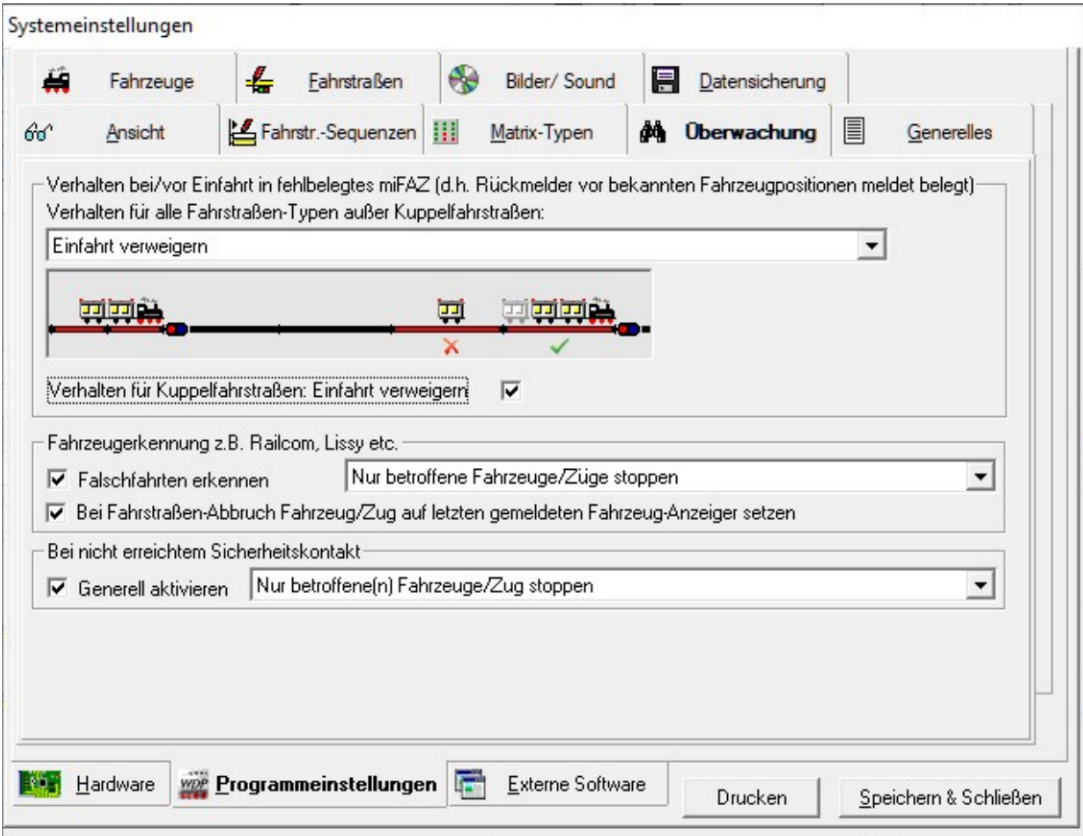 Systemeinstellungen
Fahrzeuge
Fahrstraßen
Bilder/ Sound
Datensicherung
Ansicht
Fahrstr.-Sequenzen
Matrix-Typen
Überwachung
Generelles
Verhalten bei/vor Einfahrt in fehlbelegtes miFAZ (d.h. Rückmelder vor bekannten Fahrzeugpositionen meldet belegt)
Verhalten für alle Fahrstraßen-Typen außer Kuppelfahrstraßen:
Einfahrt verweigern
Verhalten für Kuppelfahrstraßen: Einfahrt verweigern
Fahrzeugerkennung z.B. Railcom, Lissy etc.
Falschfahrten erkennen
Nur betroffene Fahrzeuge/Züge stoppen
Bei Fahrstraßen-Abbruch Fahrzeug/Zug auf letzten gemeldeten Fahrzeug-Anzeiger setzen
Bei nicht erreichtem Sicherheitskontakt
Generell aktivieren
Nur betroffene(n) Fahrzeuge/Zug stoppen
Hardware
WDP
Programmeinstellungen
Externe Software
Drucken
Speichern & Schließen